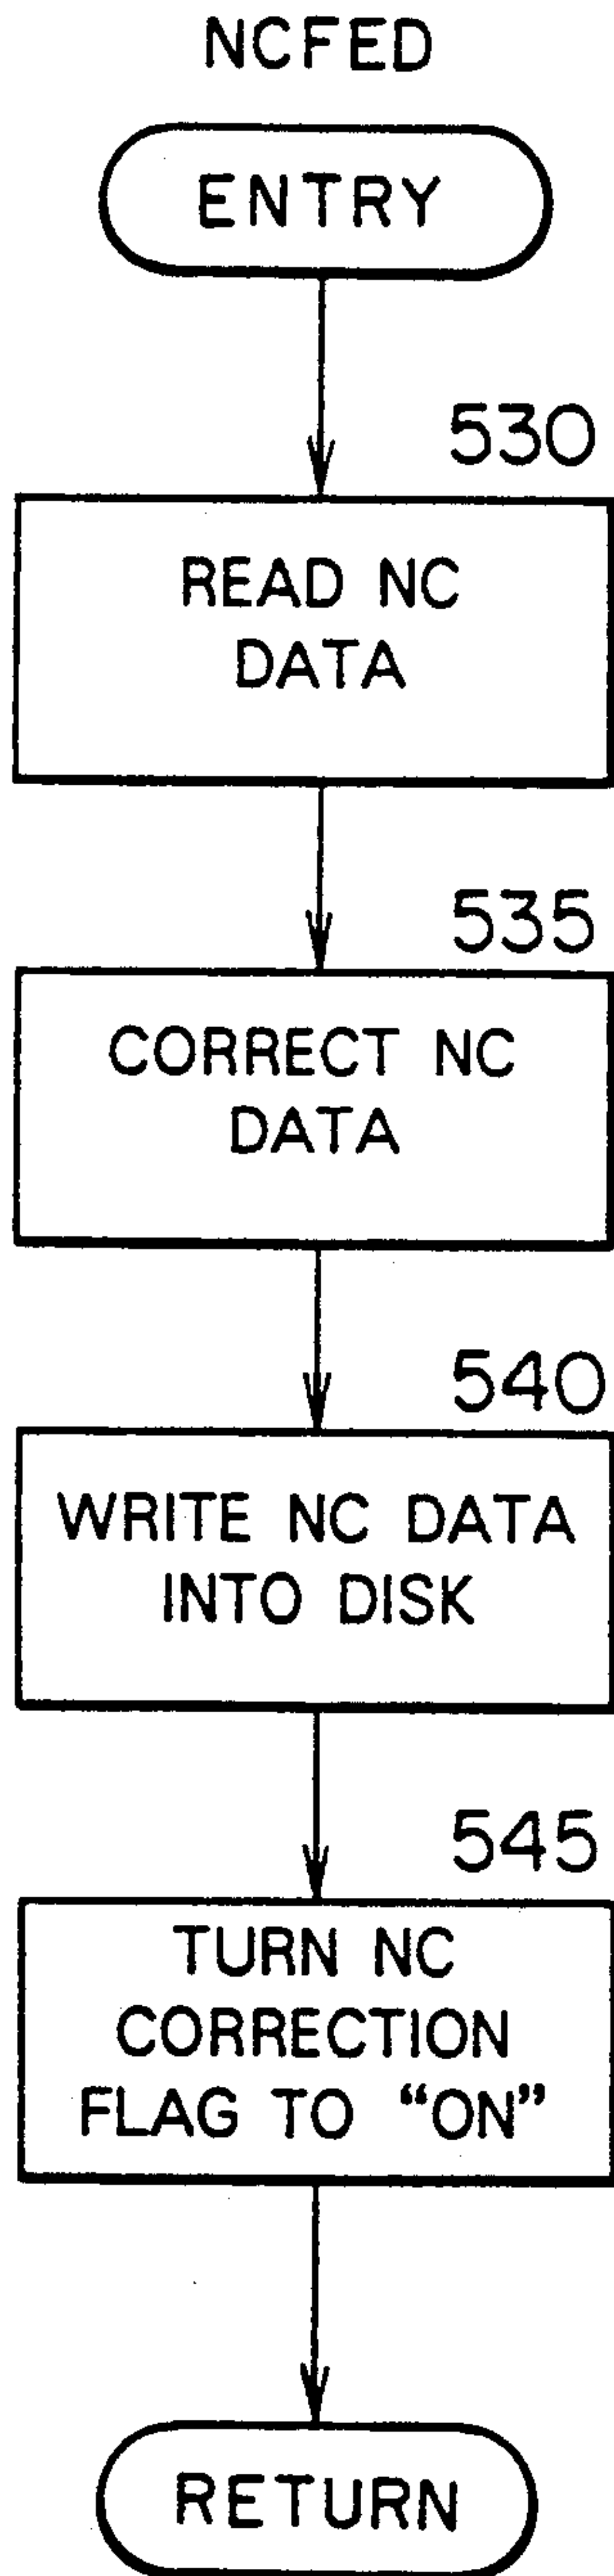 NCFED
ENTRY
530
READ NC
DATA
535
CORRECT NC
DATA
540
WRITE NC DATA
INTO DISK
545
TURN NC
CORRECTION
FLAG TO “ON”
RETURN